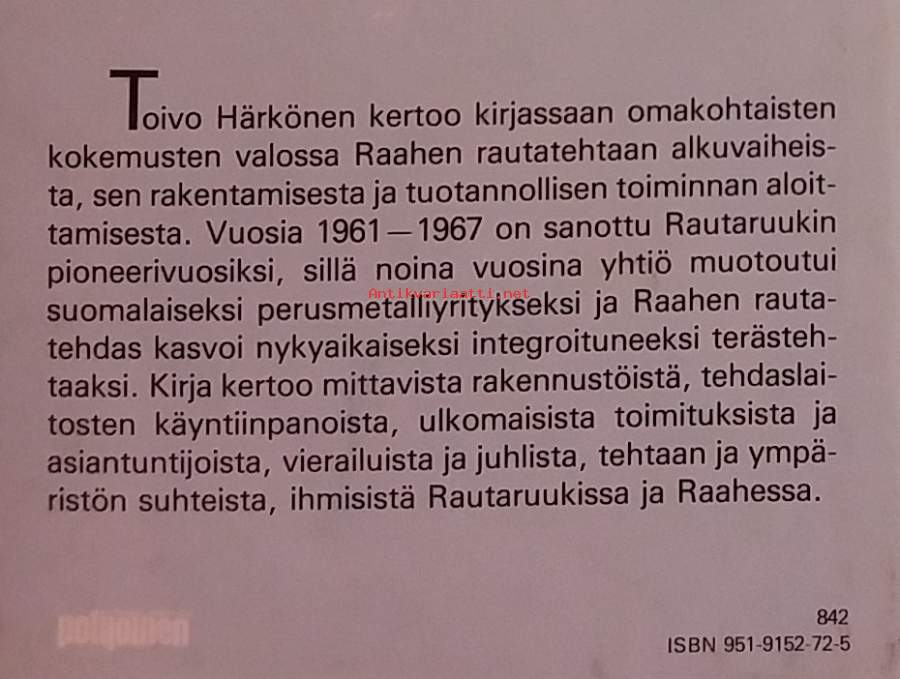 Toivo Härkönen kertoo kirjassaan omakohtaisten
kokemusten valossa Raahen rautatehtaan alkuvaiheis-
ta, sen rakentamisesta ja tuotannollisen toiminnan aloit-
tamisesta. Vuosia 1961—1967 on sanottu Rautaruukin
pioneerivuosiksi, sillä noina vuosina yhtiö muotoutui
Antikvariaatti.net
suomalaiseksi perusmetalliyritykseksi ja Raahen rauta-
tehdas kasvoi nykyaikaiseksi integroituneeksi terästeh-
taaksi. Kirja kertoo mittavista rakennustöistä, tehdaslai-
tosten käyntiinpanoista, ulkomaisista toimituksista ja
asiantuntijoista, vierailuista ja juhlista, tehtaan ja ympä-
ristön suhteista, ihmisistä Rautaruukissa ja Raahessa.
pohjoinen
842
ISBN 951-9152-72-5